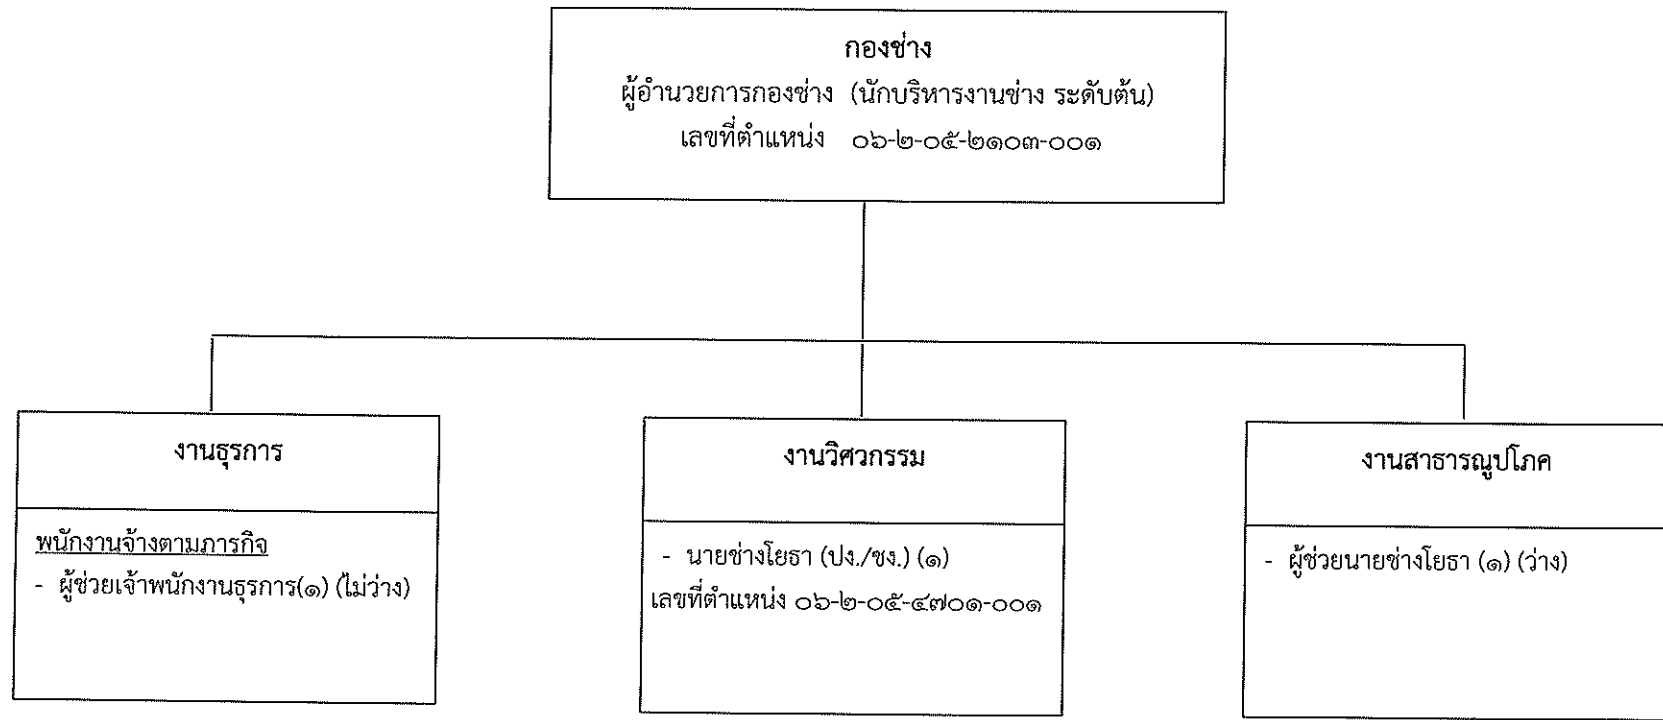 กองช่าง
ผู้อำนวยการกองช่าง (นักบริหารงานช่าง ระดับต้น)
เลขที่ตำแหน่ง ๐๖-๒-๐๕-๒๑๐๓-๐๐๑
งานธุรการ
พนักงานจ้างตามภารกิจ
- ผู้ช่วยเจ้าพนักงานธุรการ(๑) (ไม่ว่าง)
งานวิศวกรรม
- นายช่างโยธา (ปง./ชง.) (๑)
เลขที่ตำแหน่ง ๐๖-๒-๐๕-๔๗๐๑-๐๐๑
งานสาธารณูปโภค
- ผู้ช่วยนายช่างโยธา (๑) (ว่าง)